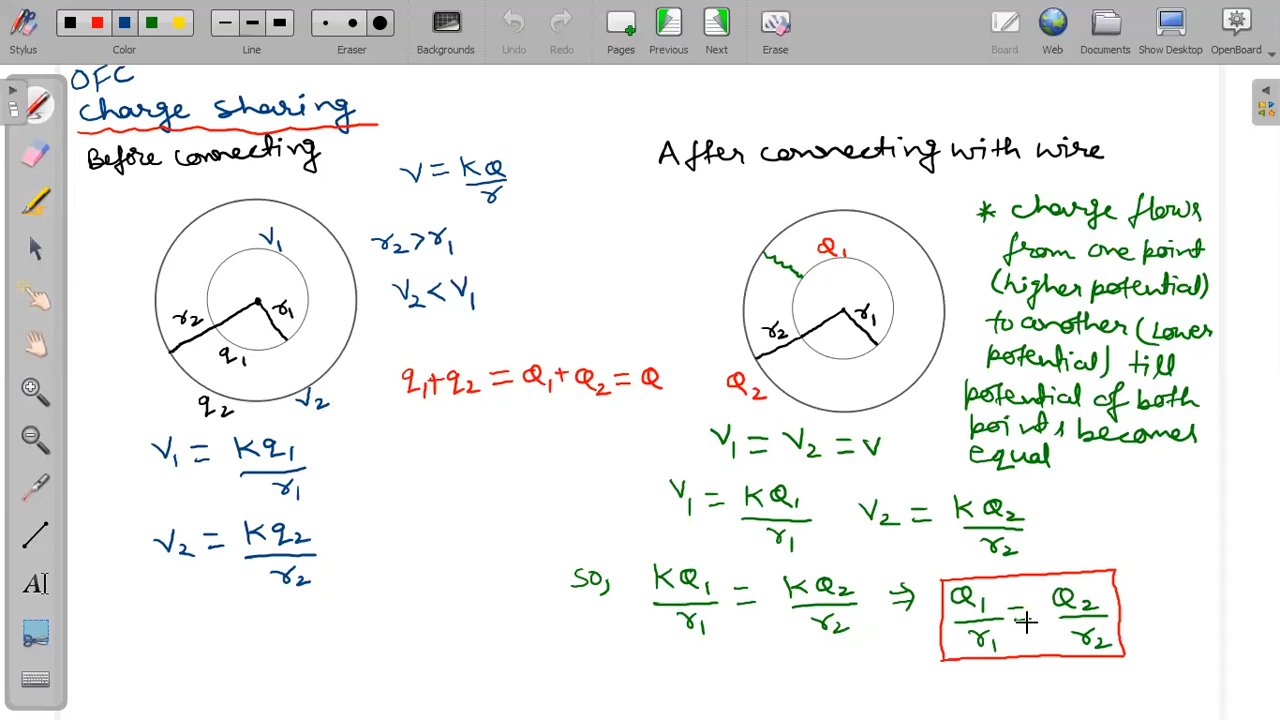 Stylus
Color
Line
Eraser
Backgrounds
Undo
Redo
Pages
Previous
Next
Erase
Board
Web
Documents
Show Desktop
OpenBoard
OFC
Charge Sharing
Before connecting
V = KQ/r
r2 > r1
V2 < V1
V1
r2
r1
q1
q2
V2
V1 = Kq1/r1
V2 = Kq2/r2
q1+q2 = Q1+Q2 = Q
After connecting with wire
Q1
r2
r1
Q2
V1 = V2 = V
V1 = KQ1/r1 V2 = KQ2/r2
So, KQ1/r1 = KQ2/r2 ⇒ Q1/r1 = Q2/r2
* Charge flows
from one point
(higher potential)
to another (Lower
potential) till
potential of both
points becomes
equal